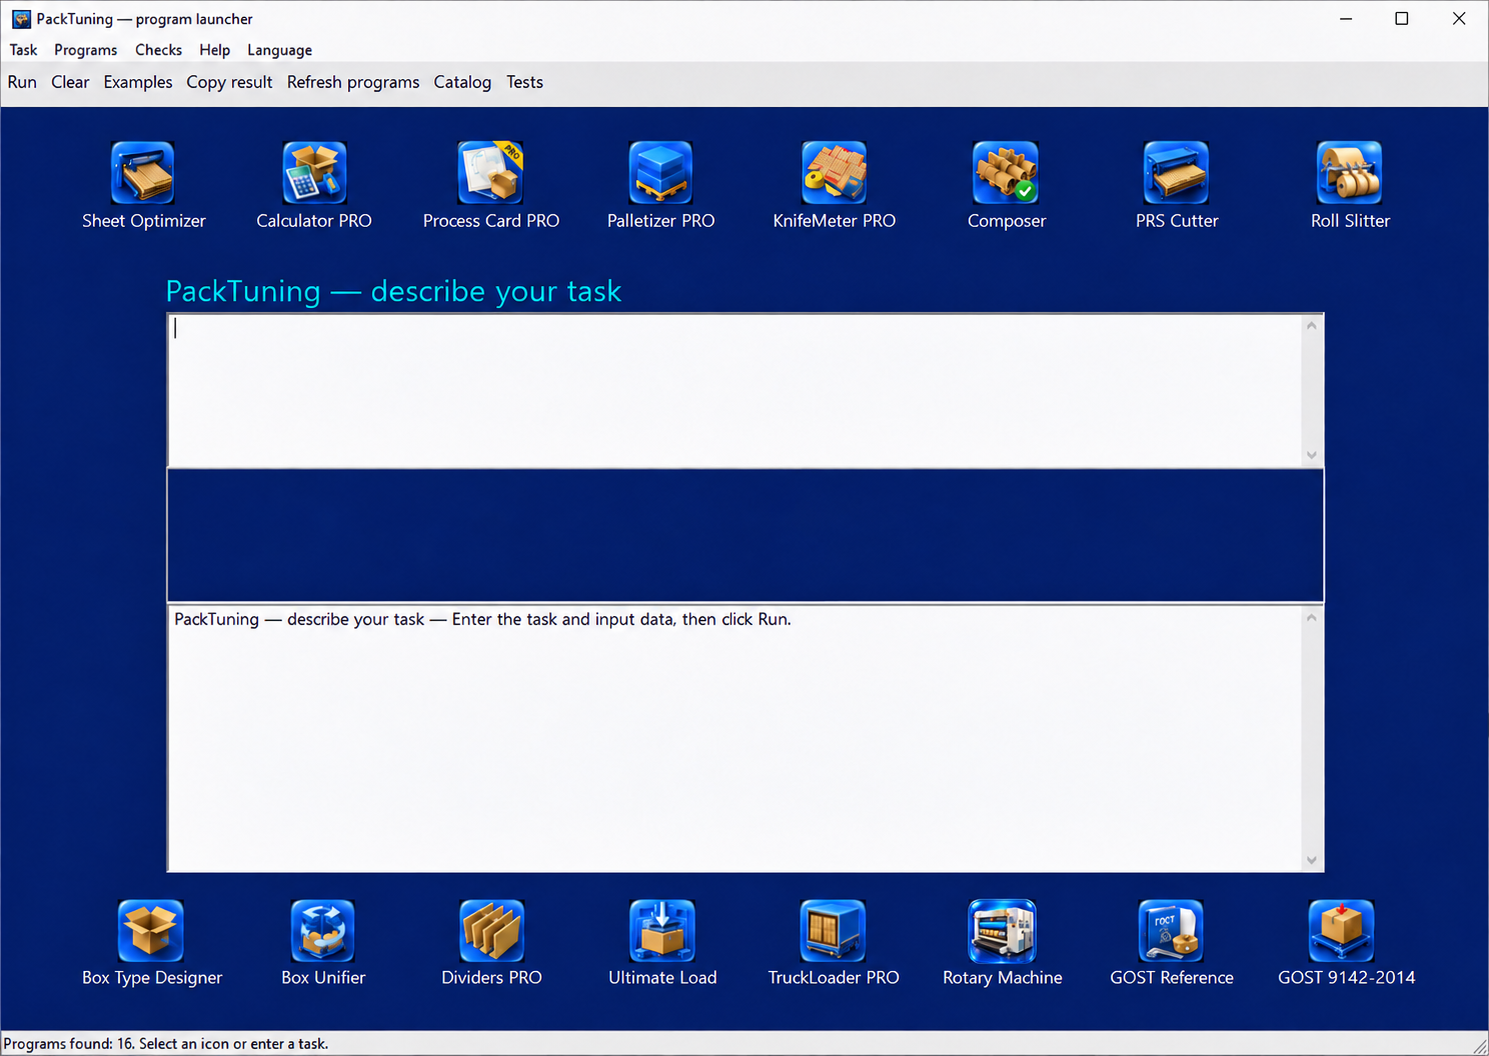 PackTuning — program launcher
Task Programs Checks Help Language
Run Clear Examples Copy result Refresh programs Catalog Tests
PRO
Sheet Optimizer Calculator PRO Process Card PRO Palletizer PRO KnifeMeter PRO Composer PRS Cutter Roll Slitter
PackTuning — describe your task
PackTuning — describe your task — Enter the task and input data, then click Run.
ГОСТ
Box Type Designer Box Unifier Dividers PRO Ultimate Load TruckLoader PRO Rotary Machine GOST Reference GOST 9142-2014
Programs found: 16. Select an icon or enter a task.